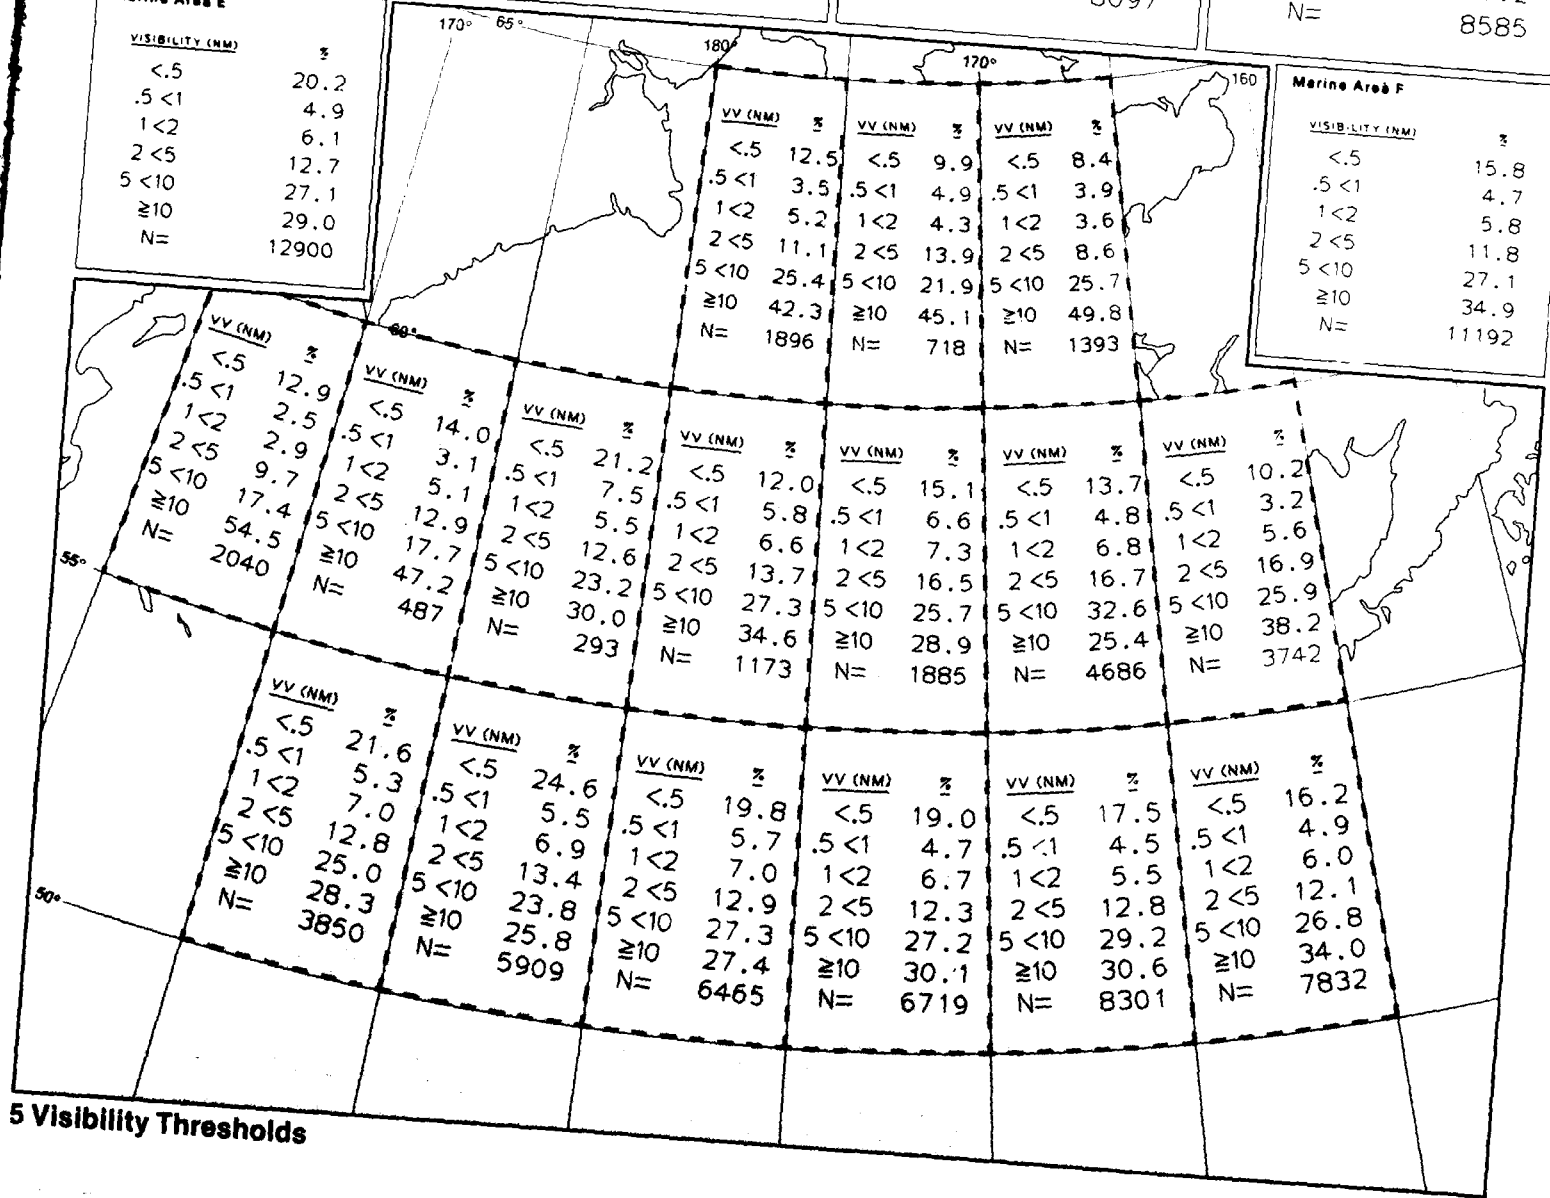 N= 8585
Marine Area E
VISIBILITY (NM) %
<.5 20.2
.5 <1 4.9
1<2 6.1
2 <5 12.7
5 <10 27.1
≥10 29.0
N= 12900
170° 65°
180°
170°
160
Marine Area F
VISIBILITY (NM) %
<.5 15.8
.5 <1 4.7
1<2 5.8
2 <5 11.8
5 <10 27.1
≥10 34.9
N= 11192
VV (NM) %
<.5 12.5
.5 <1 3.5
1<2 5.2
2 <5 11.1
5 <10 25.4
≥10 42.3
N= 1896
VV (NM) %
<.5 9.9
.5 <1 4.9
1<2 4.3
2 <5 13.9
5 <10 21.9
≥10 45.1
N= 718
VV (NM) %
<.5 8.4
.5 <1 3.9
1<2 3.6
2 <5 8.6
5 <10 25.7
≥10 49.8
N= 1393
60°
VV (NM) %
<.5 12.9
.5 <1 2.5
1<2 2.9
2 <5 9.7
5 <10 17.4
≥10 54.5
N= 2040
VV (NM) %
<.5 14.0
.5 <1 3.1
1<2 5.1
2 <5 12.9
5 <10 17.7
≥10 47.2
N= 487
VV (NM) %
<.5 21.2
.5 <1 7.5
1<2 5.5
2 <5 12.6
5 <10 23.2
≥10 30.0
N= 293
VV (NM) %
<.5 12.0
.5 <1 5.8
1<2 6.6
2 <5 13.7
5 <10 27.3
≥10 34.6
N= 1173
VV (NM) %
<.5 15.1
.5 <1 6.6
1<2 7.3
2 <5 16.5
5 <10 25.7
≥10 28.9
N= 1885
VV (NM) %
<.5 13.7
.5 <1 4.8
1<2 6.8
2 <5 16.7
5 <10 32.6
≥10 25.4
N= 4686
VV (NM) %
<.5 10.2
.5 <1 3.2
1<2 5.6
2 <5 16.9
5 <10 25.9
≥10 38.2
N= 3742
55°
VV (NM) %
<.5 21.6
.5 <1 5.3
1<2 7.0
2 <5 12.8
5 <10 25.0
≥10 28.3
N= 3850
VV (NM) %
<.5 24.6
.5 <1 5.5
1<2 6.9
2 <5 13.4
5 <10 23.8
≥10 25.8
N= 5909
VV (NM) %
<.5 19.8
.5 <1 5.7
1<2 7.0
2 <5 12.9
5 <10 27.3
≥10 27.4
N= 6465
VV (NM) %
<.5 19.0
.5 <1 4.7
1<2 6.7
2 <5 12.3
5 <10 27.2
≥10 30.1
N= 6719
VV (NM) %
<.5 17.5
.5 <1 4.5
1<2 5.5
2 <5 12.8
5 <10 29.2
≥10 30.6
N= 8301
VV (NM) %
<.5 16.2
.5 <1 4.9
1<2 6.0
2 <5 12.1
5 <10 26.8
≥10 34.0
N= 7832
50°
5 Visibility Thresholds